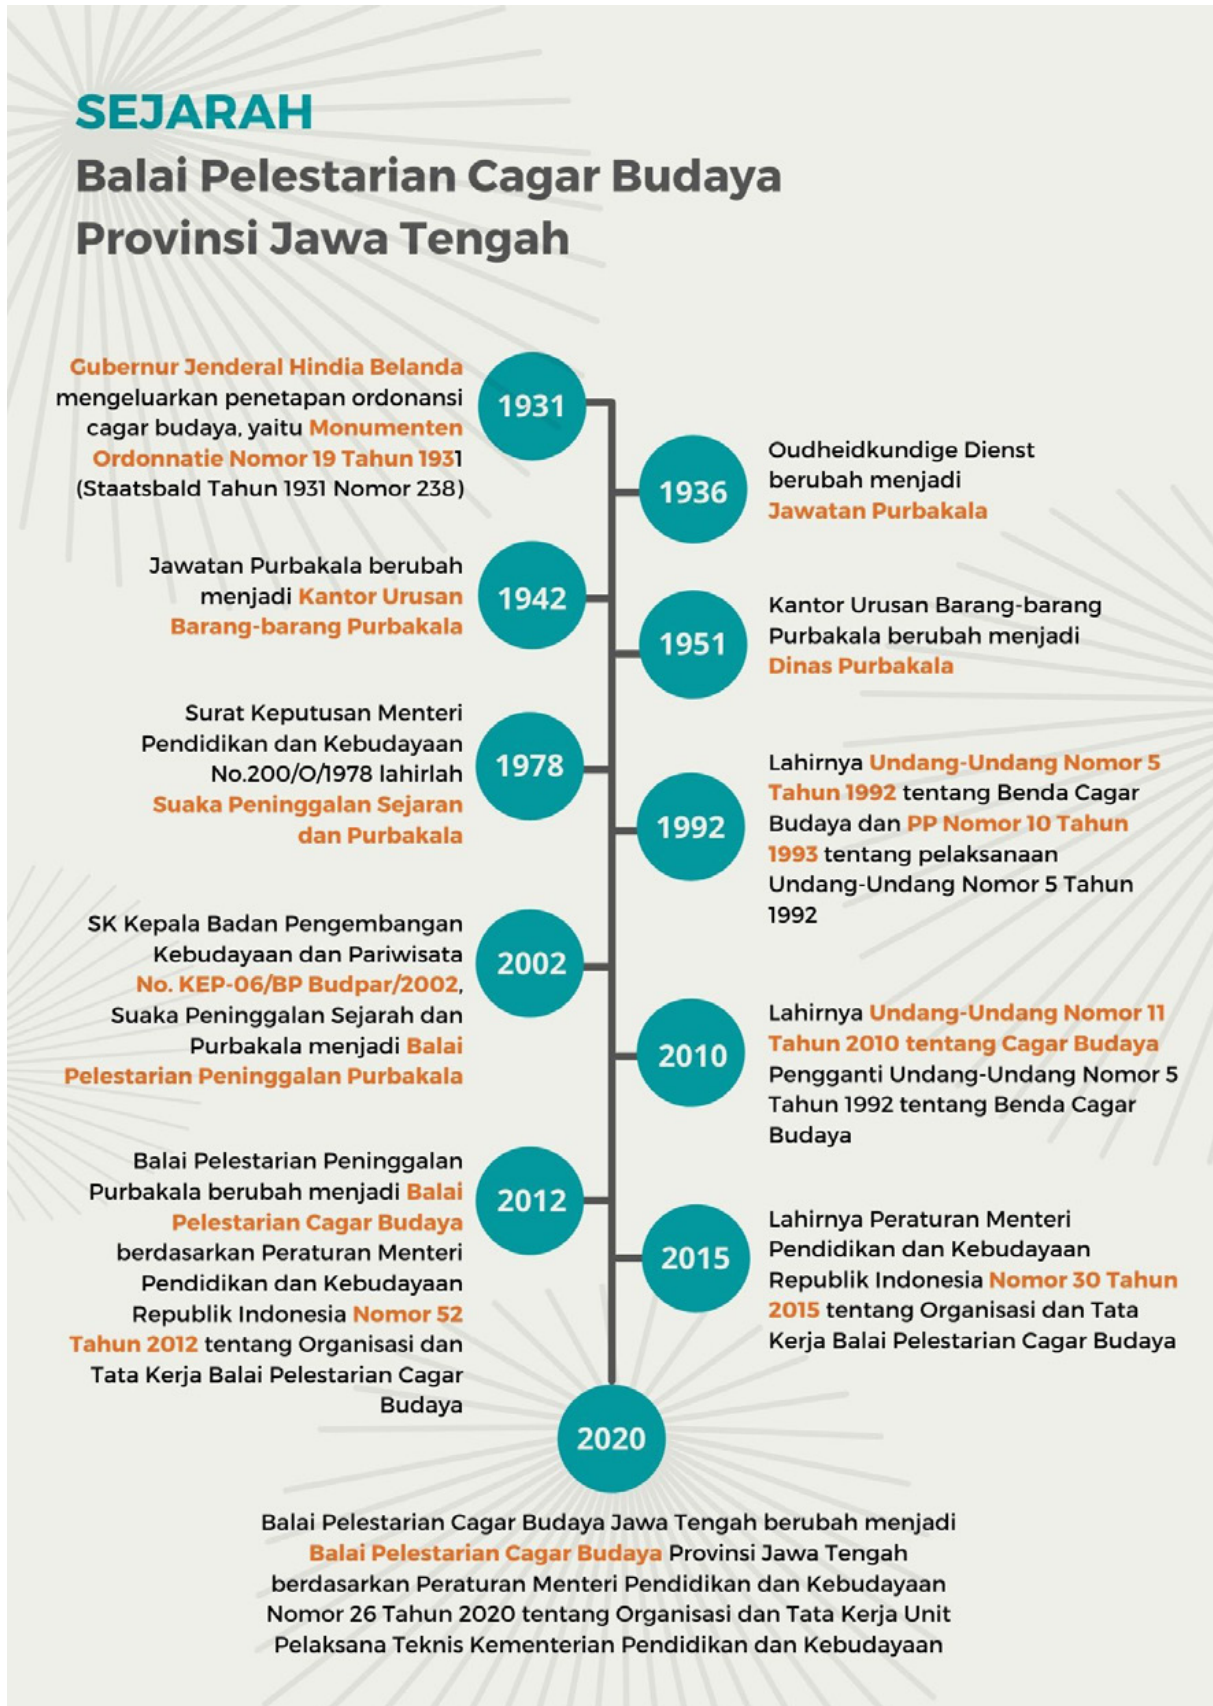 SEJARAH
Balai Pelestarian Cagar Budaya
Provinsi Jawa Tengah
1931
Gubernur Jenderal Hindia Belanda
mengeluarkan penetapan ordonansi
cagar budaya, yaitu Monumenten
Ordonnatie Nomor 19 Tahun 1931
(Staatsbald Tahun 1931 Nomor 238)
1936
Oudheidkundige Dienst
berubah menjadi
Jawatan Purbakala
1942
Jawatan Purbakala berubah
menjadi Kantor Urusan
Barang-barang Purbakala
1951
Kantor Urusan Barang-barang
Purbakala berubah menjadi
Dinas Purbakala
1978
Surat Keputusan Menteri
Pendidikan dan Kebudayaan
No.200/O/1978 lahirlah
Suaka Peninggalan Sejaran
dan Purbakala
1992
Lahirnya Undang-Undang Nomor 5
Tahun 1992 tentang Benda Cagar
Budaya dan PP Nomor 10 Tahun
1993 tentang pelaksanaan
Undang-Undang Nomor 5 Tahun
1992
2002
SK Kepala Badan Pengembangan
Kebudayaan dan Pariwisata
No. KEP-06/BP Budpar/2002,
Suaka Peninggalan Sejarah dan
Purbakala menjadi Balai
Pelestarian Peninggalan Purbakala
2010
Lahirnya Undang-Undang Nomor 11
Tahun 2010 tentang Cagar Budaya
Pengganti Undang-Undang Nomor 5
Tahun 1992 tentang Benda Cagar
Budaya
2012
Balai Pelestarian Peninggalan
Purbakala berubah menjadi Balai
Pelestarian Cagar Budaya
berdasarkan Peraturan Menteri
Pendidikan dan Kebudayaan
Republik Indonesia Nomor 52
Tahun 2012 tentang Organisasi dan
Tata Kerja Balai Pelestarian Cagar
Budaya
2015
Lahirnya Peraturan Menteri
Pendidikan dan Kebudayaan
Republik Indonesia Nomor 30 Tahun
2015 tentang Organisasi dan Tata
Kerja Balai Pelestarian Cagar Budaya
2020
Balai Pelestarian Cagar Budaya Jawa Tengah berubah menjadi
Balai Pelestarian Cagar Budaya Provinsi Jawa Tengah
berdasarkan Peraturan Menteri Pendidikan dan Kebudayaan
Nomor 26 Tahun 2020 tentang Organisasi dan Tata Kerja Unit
Pelaksana Teknis Kementerian Pendidikan dan Kebudayaan